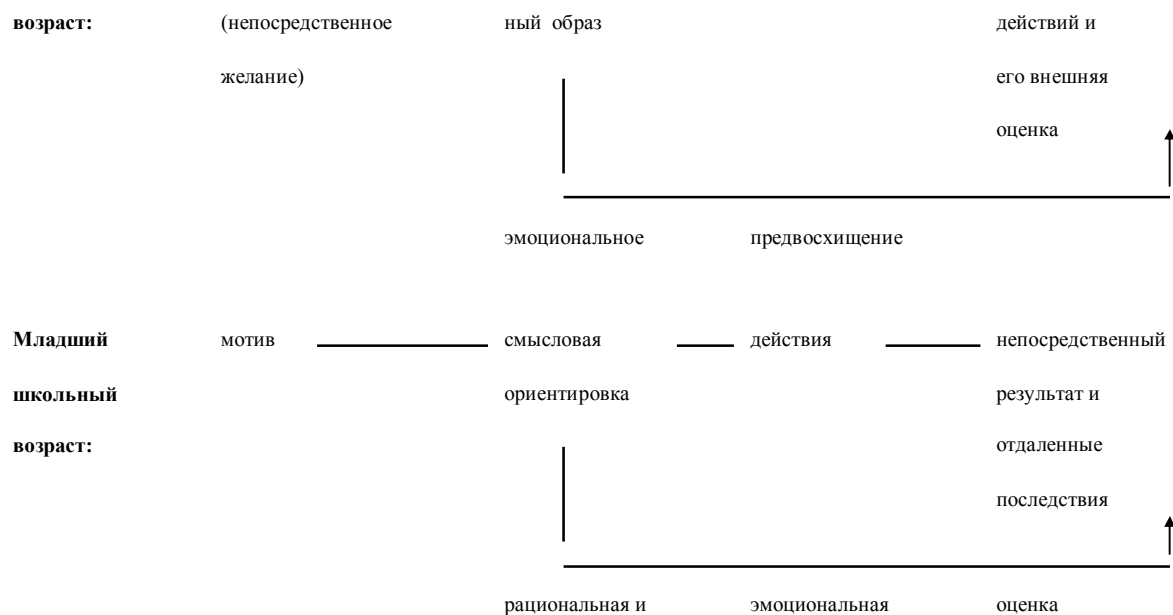 возраст: (непосредственное ный образ действий и
желание) его внешняя
оценка
эмоциональное предвосхищение
Младший мотив смысловая действия непосредственный
школьный ориентировка результат и
возраст: отдаленные
последствия
рациональная и эмоциональная оценка